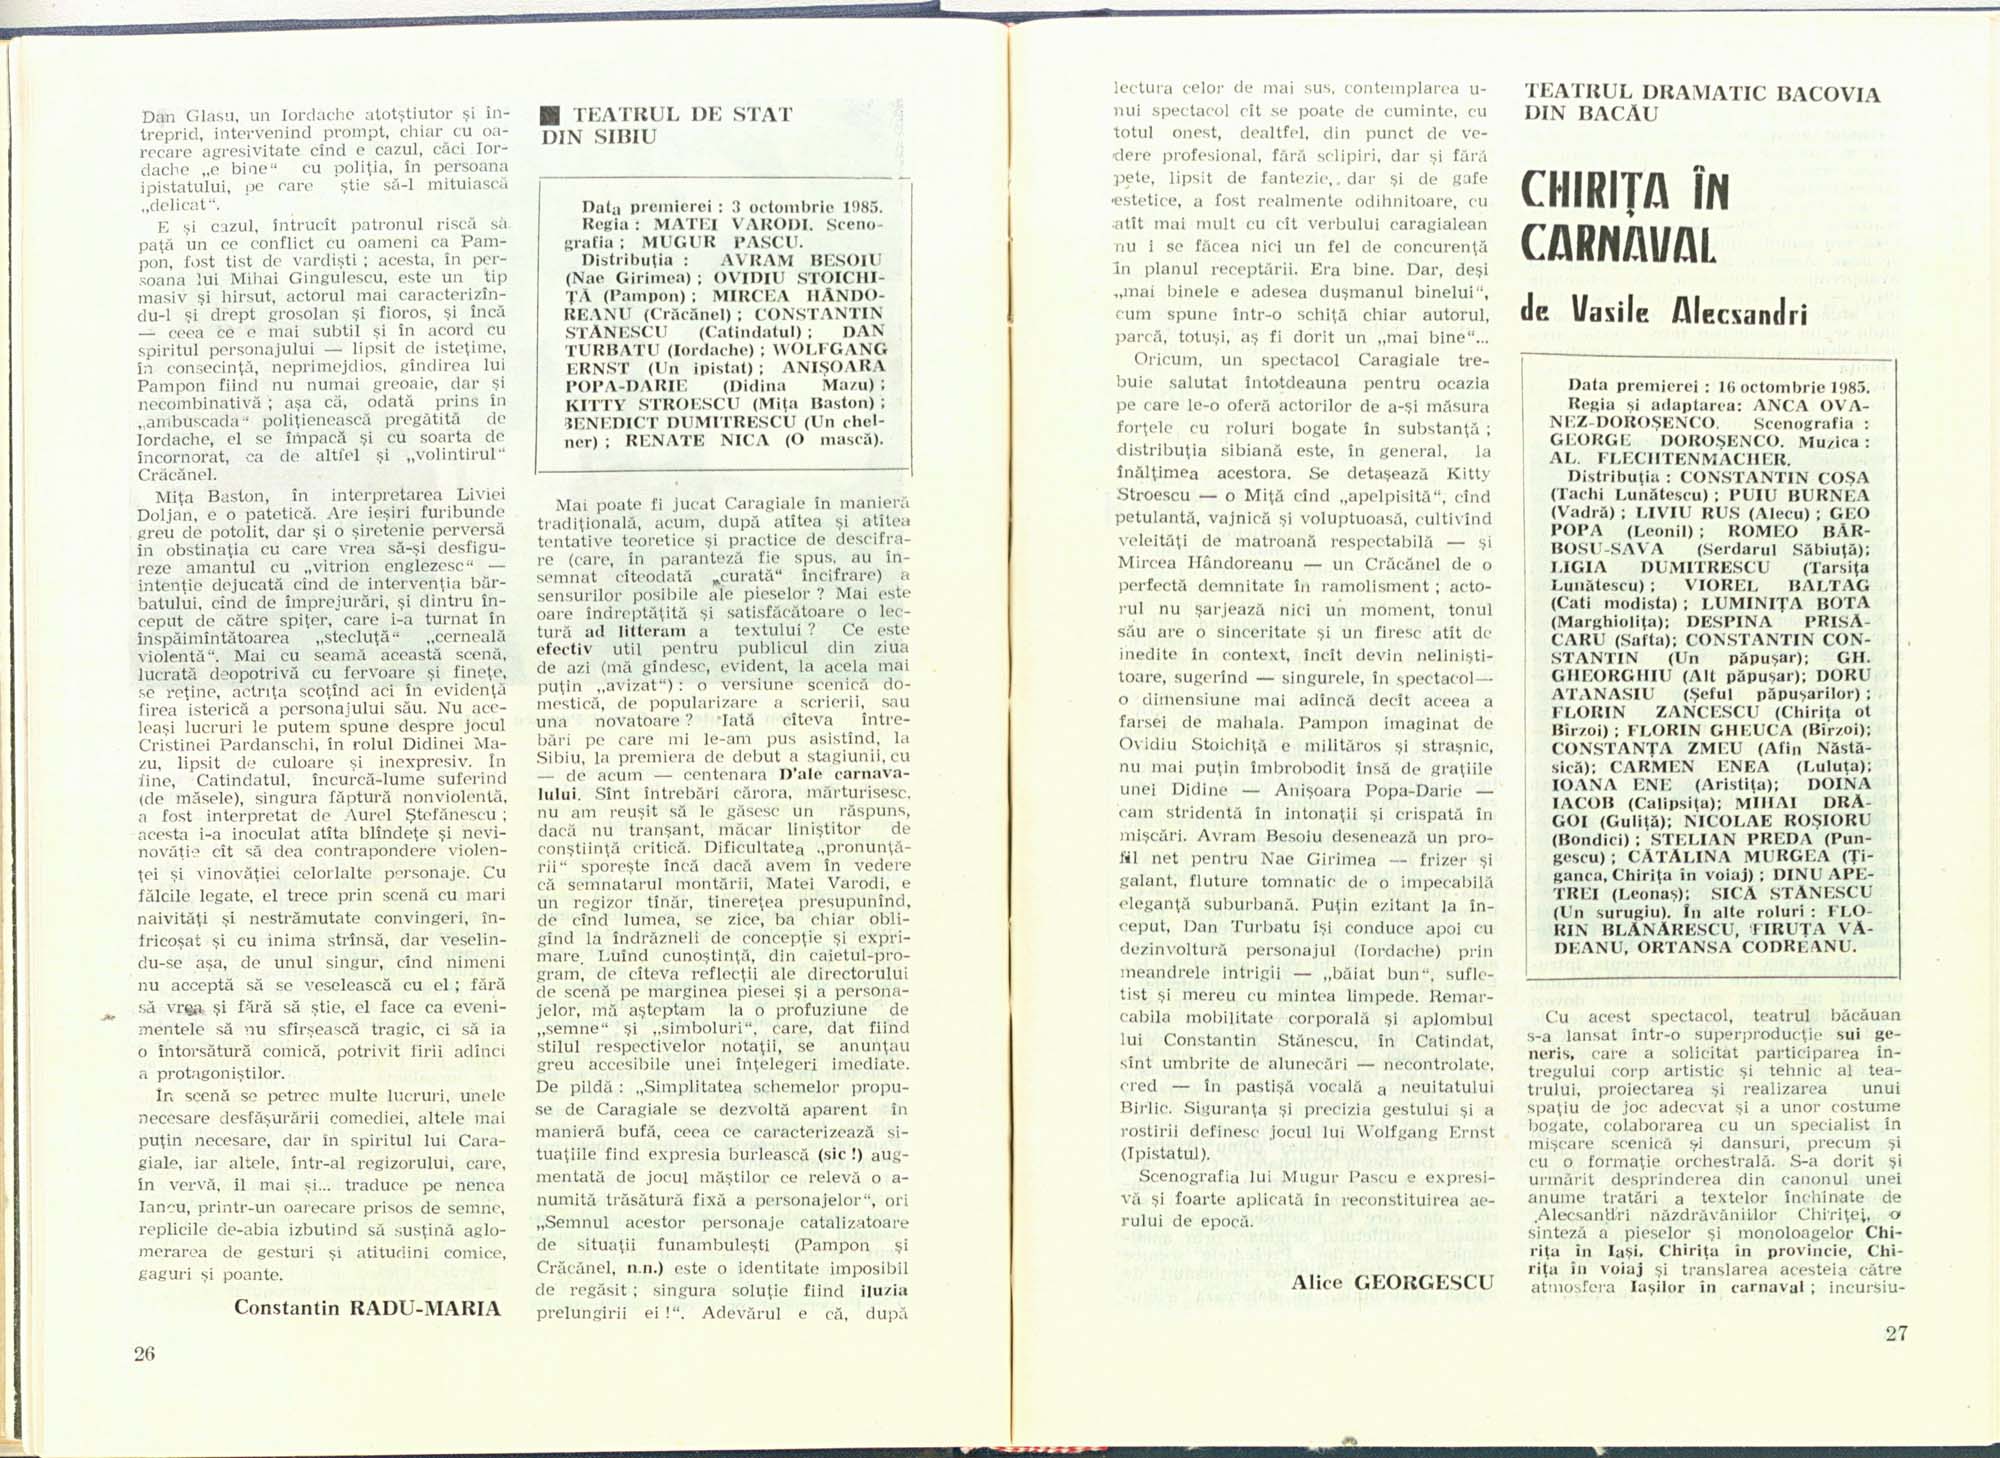 Dan Glasu, un Iordache atotștiutor și în-
treprid, intervenind prompt, chiar cu oa-
recare agresivitate cînd e cazul, căci Ior-
dache „e bine“ cu poliția, în persoana
ipistatului, pe care știe să-l mituiască
„delicat“.
E și cazul, întrucît patronul riscă să
pață un ce conflict cu oameni ca Pam-
pon, fost tist de vardiști ; acesta, în per-
soana lui Mihai Gingulescu, este un tip
masiv și hirsut, actorul mai caracterizîn-
du-l și drept grosolan și fioros, și încă
— ceea ce e mai subtil și în acord cu
spiritul personajului — lipsit de istețime,
în consecință, neprimejdios, gîndirea lui
Pampon fiind nu numai greoaie, dar și
necombinativă ; așa că, odată prins în
„ambuscada“ polițienească pregătită de
Iordache, el se împacă și cu soarta de
încornorat, ca de altfel și „volintirul“
Crăcănel.
Mița Baston, în interpretarea Liviei
Doljan, e o patetică. Are ieșiri furibunde
greu de potolit, dar și o șiretenie perversă
în obstinația cu care vrea să-și desfigu-
reze amantul cu „vitrion englezesc“ —
intenție dejucată cînd de intervenția băr-
batului, cînd de împrejurări, și dintru în-
ceput de către spițer, care i-a turnat în
înspăimîntătoarea „stecluță“ „cerneală
violentă“. Mai cu seamă această scenă,
lucrată deopotrivă cu fervoare și finețe,
se reține, actrița scoțînd aci în evidență
firea isterică a personajului său. Nu ace-
leași lucruri le putem spune despre jocul
Cristinei Pardanschi, în rolul Didinei Ma-
zu, lipsit de culoare și inexpresiv. În
fine, Catindatul, încurcă-lume suferind
(de măsele), singura făptură nonviolentă,
a fost interpretat de Aurel Ștefănescu ;
acesta i-a inoculat atîta blîndețe și nevi-
novăție cît să dea contrapondere violen-
ței și vinovăției celorlalte personaje. Cu
fălcile legate, el trece prin scenă cu mari
naivități și nestrămutate convingeri, în-
fricoșat și cu inima strînsă, dar veselin-
du-se așa, de unul singur, cînd nimeni
nu acceptă să se veselească cu el ; fără
să vrea și fără să știe, el face ca eveni-
mentele să nu sfîrșească tragic, ci să ia
o întorsătură comică, potrivit firii adînci
a protagoniștilor.
In scenă se petrec multe lucruri, unele
necesare desfășurării comediei, altele mai
puțin necesare, dar în spiritul lui Cara-
giale, iar altele, într-al regizorului, care,
în vervă, îl mai și... traduce pe nenea
Iancu, printr-un oarecare prisos de semne,
replicile de-abia izbutind să susțină aglo-
merarea de gesturi și atitudini comice,
gaguri și poante.
Constantin RADU-MARIA
26
■ TEATRUL DE STAT
DIN SIBIU
Data premierei : 3 octombrie 1985.
Regia : MATEI VARODI. Sceno-
grafia ; MUGUR PASCU.
Distribuția : AVRAM BESOIU
(Nae Girimea) ; OVIDIU STOICHI-
ȚĂ (Pampon) ; MIRCEA HÂNDO-
REANU (Crăcănel) ; CONSTANTIN
STĂNESCU (Catindatul) ; DAN
TURBATU (Iordache) ; WOLFGANG
ERNST (Un ipistat) ; ANIȘOARA
POPA-DARIE (Didina Mazu) ;
KITTY STROESCU (Mița Baston) ;
BENEDICT DUMITRESCU (Un chel-
ner) ; RENATE NICA (O mască).
Mai poate fi jucat Caragiale în manieră
tradițională, acum, după atîtea și atîtea
tentative teoretice și practice de descifra-
re (care, în paranteză fie spus, au în-
semnat cîteodată „curată“ încifrare) a
sensurilor posibile ale pieselor ? Mai este
oare îndreptățită și satisfăcătoare o lec-
tură ad litteram a textului ? Ce este
efectiv util pentru publicul din ziua
de azi (mă gîndesc, evident, la acela mai
puțin „avizat“) : o versiune scenică do-
mestică, de popularizare a scrierii, sau
una novatoare ? Iată cîteva între-
bări pe care mi le-am pus asistînd, la
Sibiu, la premiera de debut a stagiunii, cu
— de acum — centenara D'ale carnava-
lului. Sînt întrebări cărora, mărturisesc,
nu am reușit să le găsesc un răspuns,
dacă nu tranșant, măcar liniștitor de
conștiință critică. Dificultatea „pronunță-
rii“ sporește încă dacă avem în vedere
că semnatarul montării, Matei Varodi, e
un regizor tînăr, tinerețea presupunînd,
de cînd lumea, se zice, ba chiar obli-
gînd la îndrăzneli de concepție și expri-
mare. Luînd cunoștință, din caietul-pro-
gram, de cîteva reflecții ale directorului
de scenă pe marginea piesei și a persona-
jelor, mă așteptam la o profuziune de
„semne“ și „simboluri“, care, dat fiind
stilul respectivelor notații, se anunțau
greu accesibile unei înțelegeri imediate.
De pildă : „Simplitatea schemelor propu-
se de Caragiale se dezvoltă aparent în
manieră bufă, ceea ce caracterizează si-
tuațiile find expresia burlească (sic !) aug-
mentată de jocul măștilor ce relevă o a-
numită trăsătură fixă a personajelor“, ori
„Semnul acestor personaje catalizatoare
de situații funambulești (Pampon și
Crăcănel, n.n.) este o identitate imposibil
de regăsit ; singura soluție fiind iluzia
prelungirii ei !“. Adevărul e că, după
lectura celor de mai sus, contemplarea u-
nui spectacol cît se poate de cuminte, cu
totul onest, dealtfel, din punct de ve-
dere profesional, fără sclipiri, dar și fără
pete, lipsit de fantezie, dar și de gafe
estetice, a fost realmente odihnitoare, cu
atît mai mult cu cît verbului caragialean
nu i se făcea nici un fel de concurență
în planul receptării. Era bine. Dar, deși
„mai binele e adesea dușmanul binelui“,
cum spune într-o schiță chiar autorul,
parcă, totuși, aș fi dorit un „mai bine“...
Oricum, un spectacol Caragiale tre-
buie salutat întotdeauna pentru ocazia
pe care le-o oferă actorilor de a-și măsura
forțele cu roluri bogate în substanță ;
distribuția sibiană este, în general, la
înălțimea acestora. Se detașează Kitty
Stroescu — o Miță cînd „apelpisită“, cînd
petulantă, vajnică și voluptuoasă, cultivînd
veleități de matroană respectabilă — și
Mircea Hândoreanu — un Crăcănel de o
perfectă demnitate în ramolisment ; acto-
rul nu șarjează nici un moment, tonul
său are o sinceritate și un firesc atît de
inedite în context, încît devin neliniști-
toare, sugerînd — singurele, în spectacol—
o dimensiune mai adîncă decît aceea a
farsei de mahala. Pampon imaginat de
Ovidiu Stoichiță e milităros și strașnic,
nu mai puțin îmbrobodit însă de grațiile
unei Didine — Anișoara Popa-Darie —
cam stridentă în intonații și crispată în
mișcări. Avram Besoiu desenează un pro-
fil net pentru Nae Girimea — frizer și
galant, fluture tomnatic de o impecabilă
eleganță suburbană. Puțin ezitant la în-
ceput, Dan Turbatu își conduce apoi cu
dezinvoltură personajul (Iordache) prin
meandrele intrigii — „băiat bun“, sufle-
tist și mereu cu mintea limpede. Remar-
cabila mobilitate corporală și aplombul
lui Constantin Stănescu, în Catindat,
sînt umbrite de alunecări — necontrolate,
cred — în pastișă vocală a neuitatului
Birlic. Siguranța și precizia gestului și a
rostirii definesc jocul lui Wolfgang Ernst
(Ipistatul).
Scenografia lui Mugur Pascu e expresi-
vă și foarte aplicată în reconstituirea ae-
rului de epocă.
Alice GEORGESCU
TEATRUL DRAMATIC BACOVIA
DIN BACĂU
CHIRIȚA ÎN
CARNAVAL
de Vasile Alecsandri
Data premierei : 16 octombrie 1985.
Regia și adaptarea: ANCA OVA-
NEZ-DOROȘENCO. Scenografia :
GEORGE DOROȘENCO. Muzica :
AL. FLECHTENMACHER.
Distribuția : CONSTANTIN COȘA
(Tachi Lunătescu) ; PUIU BURNEA
(Vadră) ; LIVIU RUS (Alecu) ; GEO
POPA (Leonil) ; ROMEO BĂR-
BOSU-SAVA (Serdarul Săbiuță);
LIGIA DUMITRESCU (Tarsița
Lunătescu) ; VIOREL BALTAG
(Cati modista) ; LUMINIȚA BOTA
(Marghiolița); DESPINA PRISĂ-
CARU (Safta); CONSTANTIN CON-
STANTIN (Un păpușar); GH.
GHEORGHIU (Alt păpușar); DORU
ATANASIU (Șeful păpușarilor) ;
FLORIN ZANCESCU (Chirița ot
Birzoi) ; FLORIN GHEUCA (Birzoi);
CONSTANȚA ZMEU (Afin Năstă-
sică); CARMEN ENEA (Luluța);
IOANA ENE (Aristița); DOINA
IACOB (Calipsița); MIHAI DRĂ-
GOI (Guliță); NICOLAE ROȘIORU
(Bondici) ; STELIAN PREDA (Pun-
gescu) ; CĂTĂLINA MURGEA (Ți-
ganca, Chirița în voiaj) ; DINU APE-
TREI (Leonaș); SICĂ STĂNESCU
(Un surugiu). În alte roluri : FLO-
RIN BLĂNĂRESCU, FIRUȚA VĂ-
DEANU, ORTANSA CODREANU.
Cu acest spectacol, teatrul băcăuan
s-a lansat într-o superproducție sui ge-
neris, care a solicitat participarea în-
tregului corp artistic și tehnic al tea-
trului, proiectarea și realizarea unui
spațiu de joc adecvat și a unor costume
bogate, colaborarea cu un specialist în
mișcare scenică și dansuri, precum și
cu o formație orchestrală. S-a dorit și
urmărit desprinderea din canonul unei
anume tratări a textelor închinate de
Alecsandri năzdrăvăniilor Chiriței, o
sinteză a pieselor și monoloagelor Chi-
rița în Iași, Chirița în provincie, Chi-
rița în voiaj și translarea acesteia către
atmosfera Iașilor în carnaval ; incursiu-
27